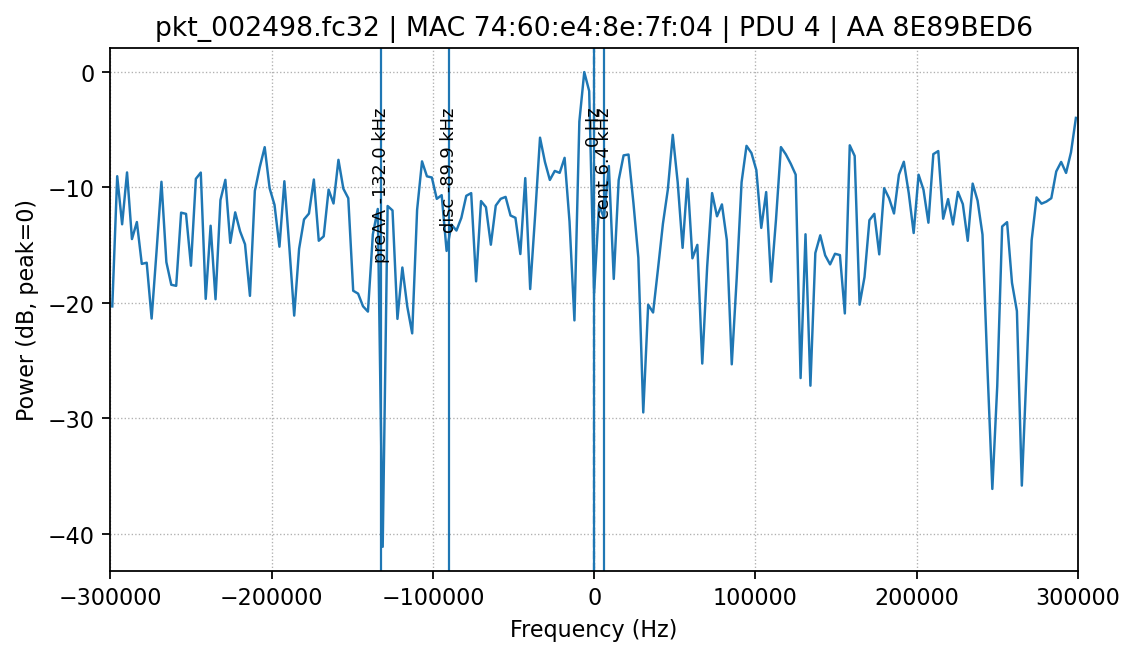 pkt_002498.fc32 | MAC 74:60:e4:8e:7f:04 | PDU 4 | AA 8E89BED6
Power (dB, peak=0)
0
−10
−20
−30
−40
preAA -132.0 kHz
disc -89.9 kHz
0 Hz
cent 6.4 kHz
−300000
−200000
−100000
0
100000
200000
300000
Frequency (Hz)